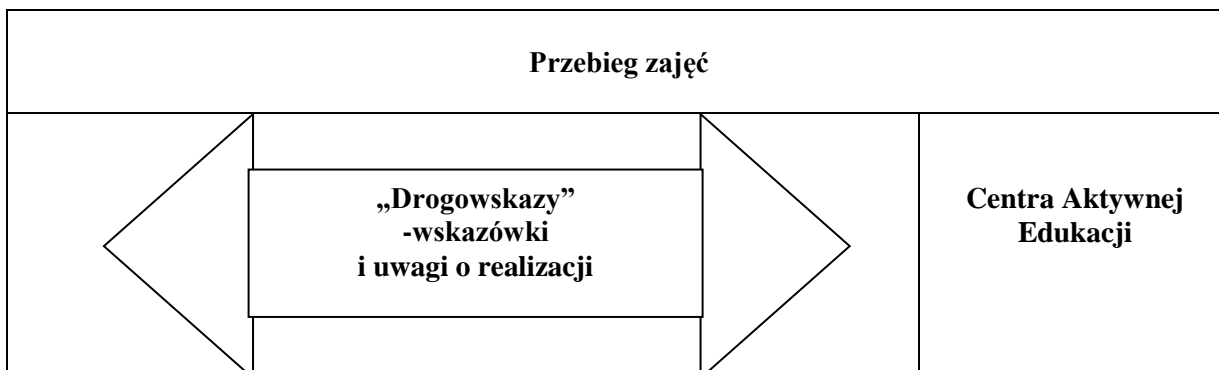 Przebieg zajęć
„Drogowskazy”
-wskazówki
i uwagi o realizacji
Centra Aktywnej
Edukacji